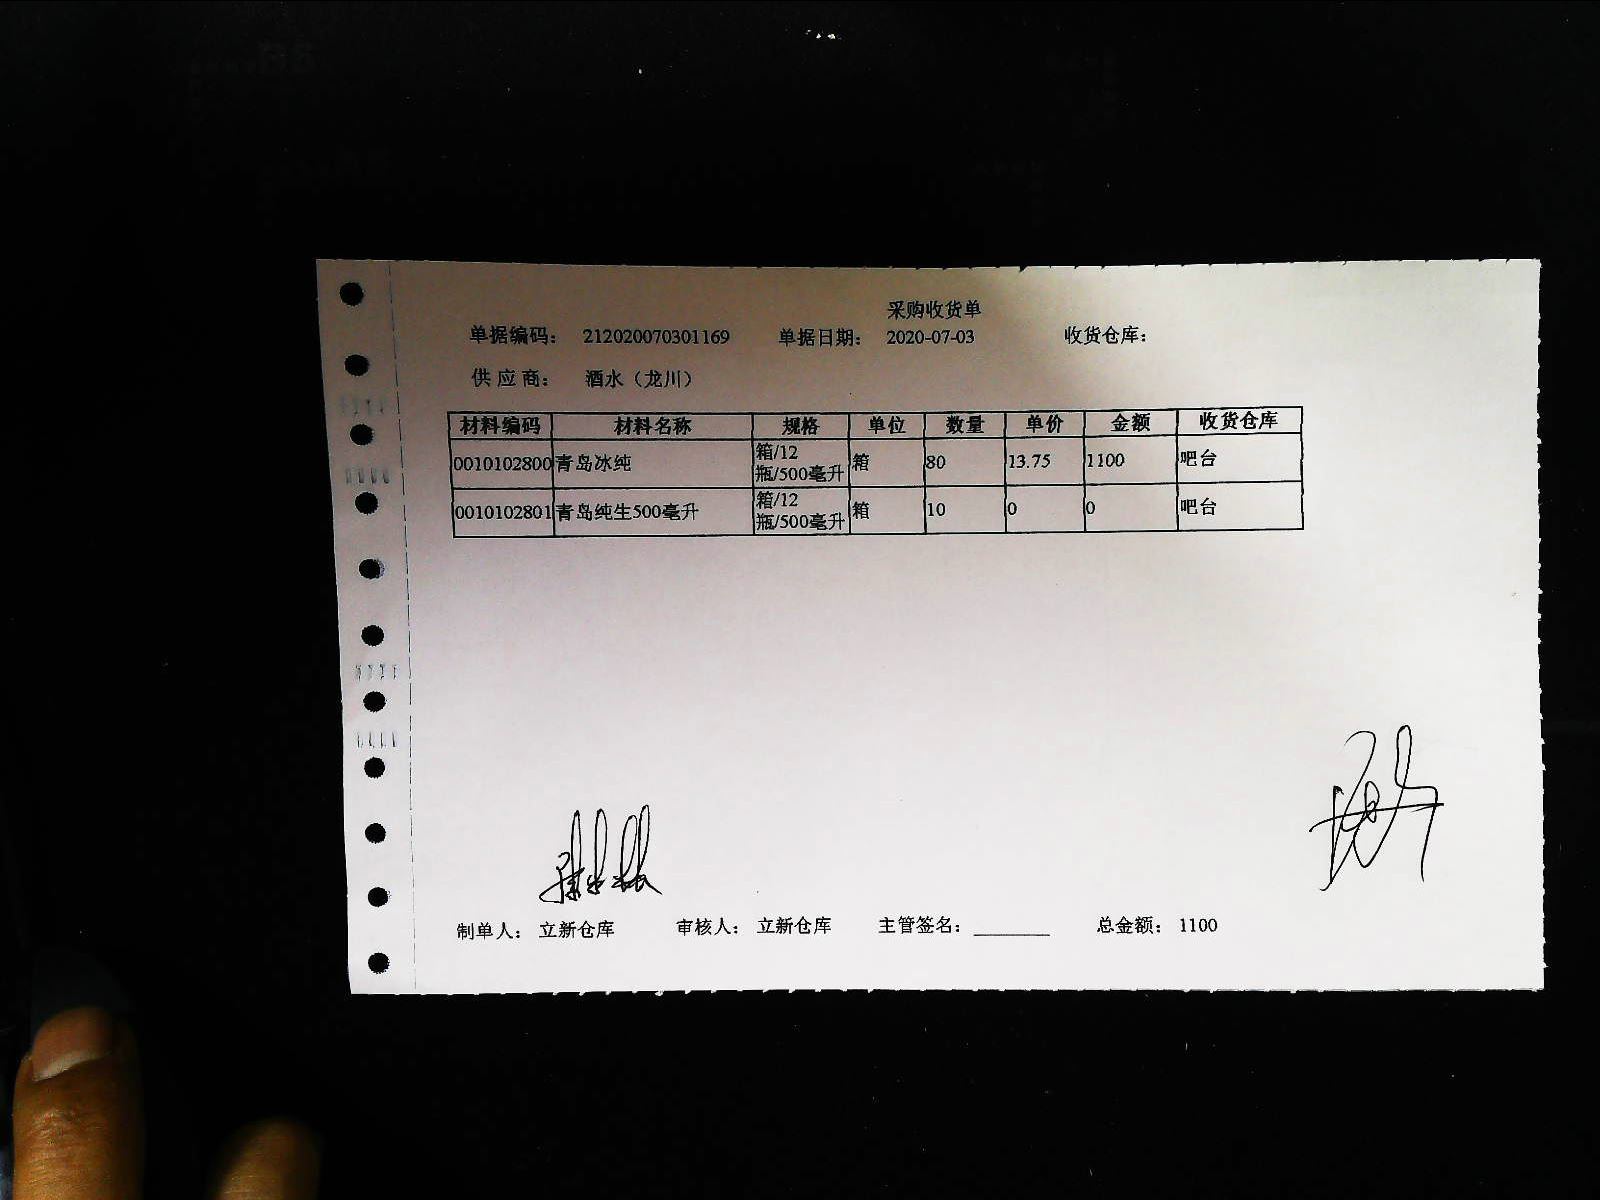 采购收货单
单据编码： 212020070301169 单据日期： 2020-07-03 收货仓库：
供 应 商： 酒水（龙川）
材料编码 材料名称 规格 单位 数量 单价 金额 收货仓库
0010102800 青岛冰纯 箱/12瓶/500毫升 箱 80 13.75 1100 吧台
0010102801 青岛纯生500毫升 箱/12瓶/500毫升 箱 10 0 0 吧台
制单人： 立新仓库 审核人： 立新仓库 主管签名：________ 总金额： 1100